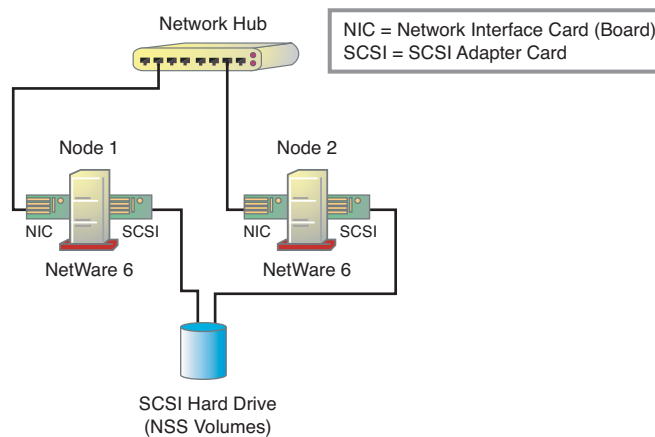 Network Hub
NIC = Network Interface Card (Board)
SCSI = SCSI Adapter Card
Node 1
Node 2
NIC
SCSI
NIC
SCSI
NetWare 6
NetWare 6
SCSI Hard Drive
(NSS Volumes)